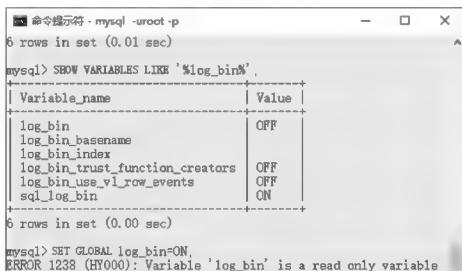 命令提示符 - mysql -uroot -p
6 rows in set (0.01 sec)
mysql> SHOW VARIABLES LIKE '%log_bin%';
| Variable_name | Value |
| log_bin | OFF |
| log_bin_basename | |
| log_bin_index | |
| log_bin_trust_function_creators | OFF |
| log_bin_use_v1_row_events | OFF |
| sql_log_bin | ON |
6 rows in set (0.00 sec)
mysql> SET GLOBAL log_bin=ON;
ERROR 1238 (HY000): Variable 'log_bin' is a read only variable